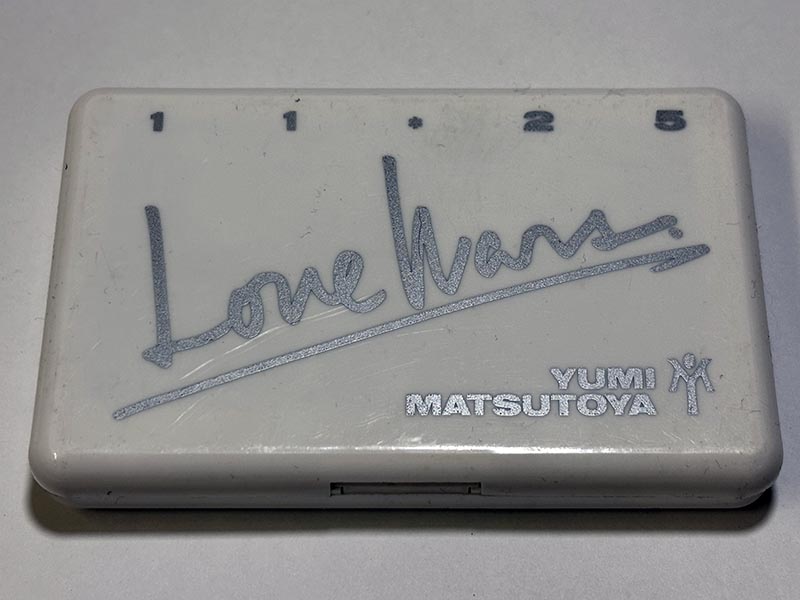 1 1 * 2 5
Love Wars.
YUMI
MATSUTOYA